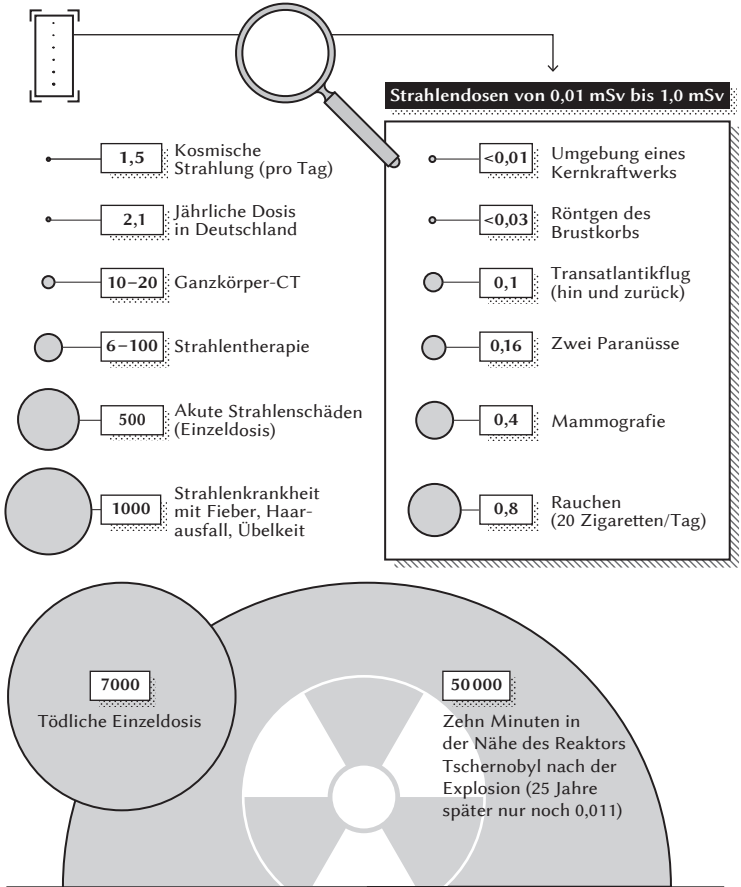 Strahlendosen von 0,01 mSv bis 1,0 mSv
1,5
Kosmische
Strahlung (pro Tag)
2,1
Jährliche Dosis
in Deutschland
10–20
Ganzkörper-CT
6–100
Strahlentherapie
500
Akute Strahlenschäden
(Einzeldosis)
1000
Strahlenkrankheit
mit Fieber, Haar-
ausfall, Übelkeit
<0,01
Umgebung eines
Kernkraftwerks
<0,03
Röntgen des
Brustkorbs
0,1
Transatlantikflug
(hin und zurück)
0,16
Zwei Paranüsse
0,4
Mammografie
0,8
Rauchen
(20 Zigaretten/Tag)
7000
Tödliche Einzeldosis
50 000
Zehn Minuten in
der Nähe des Reaktors
Tschernobyl nach der
Explosion (25 Jahre
später nur noch 0,011)